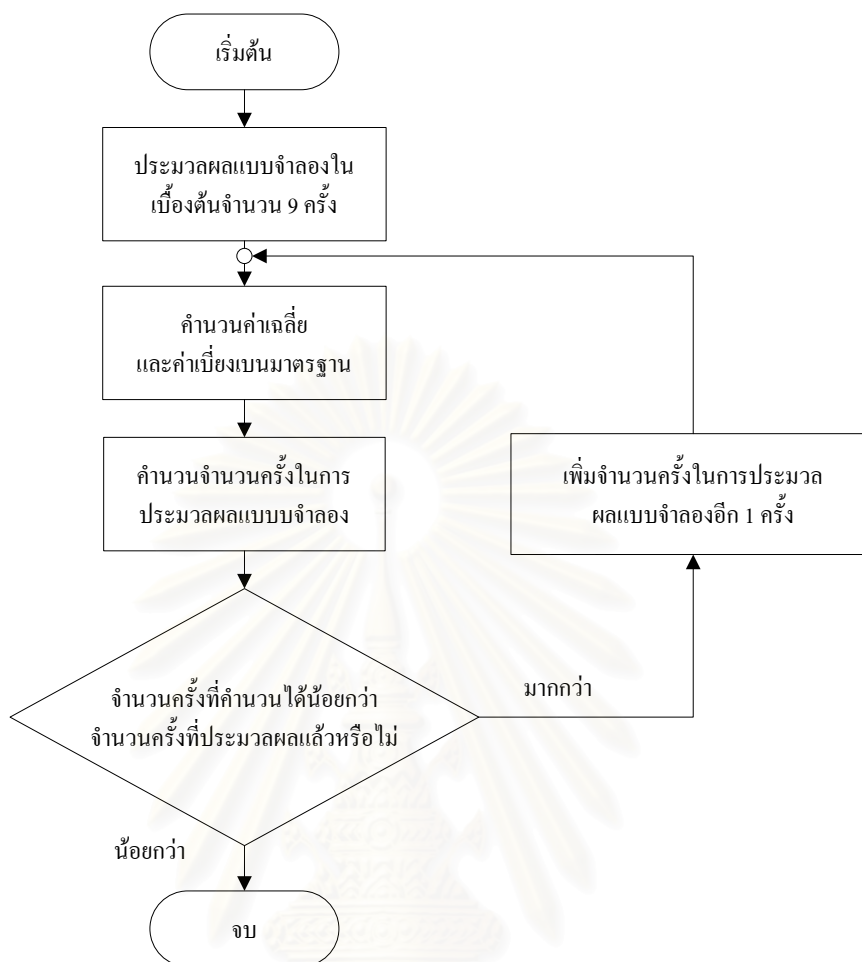 เริ่มต้น
ประมวลผลแบบจำลองใน
เบื้องต้นจำนวน 9 ครั้ง
คำนวนค่าเฉลี่ย
และค่าเบี่ยงเบนมาตรฐาน
คำนวนจำนวนครั้งในการ
ประมวลผลแบบบจำลอง
เพิ่มจำนวนครั้งในการประมวล
ผลแบบจำลองอีก 1 ครั้ง
จำนวนครั้งที่คำนวนได้น้อยกว่า
จำนวนครั้งที่ประมวลผลแล้วหรือไม่
มากกว่า
น้อยกว่า
จบ